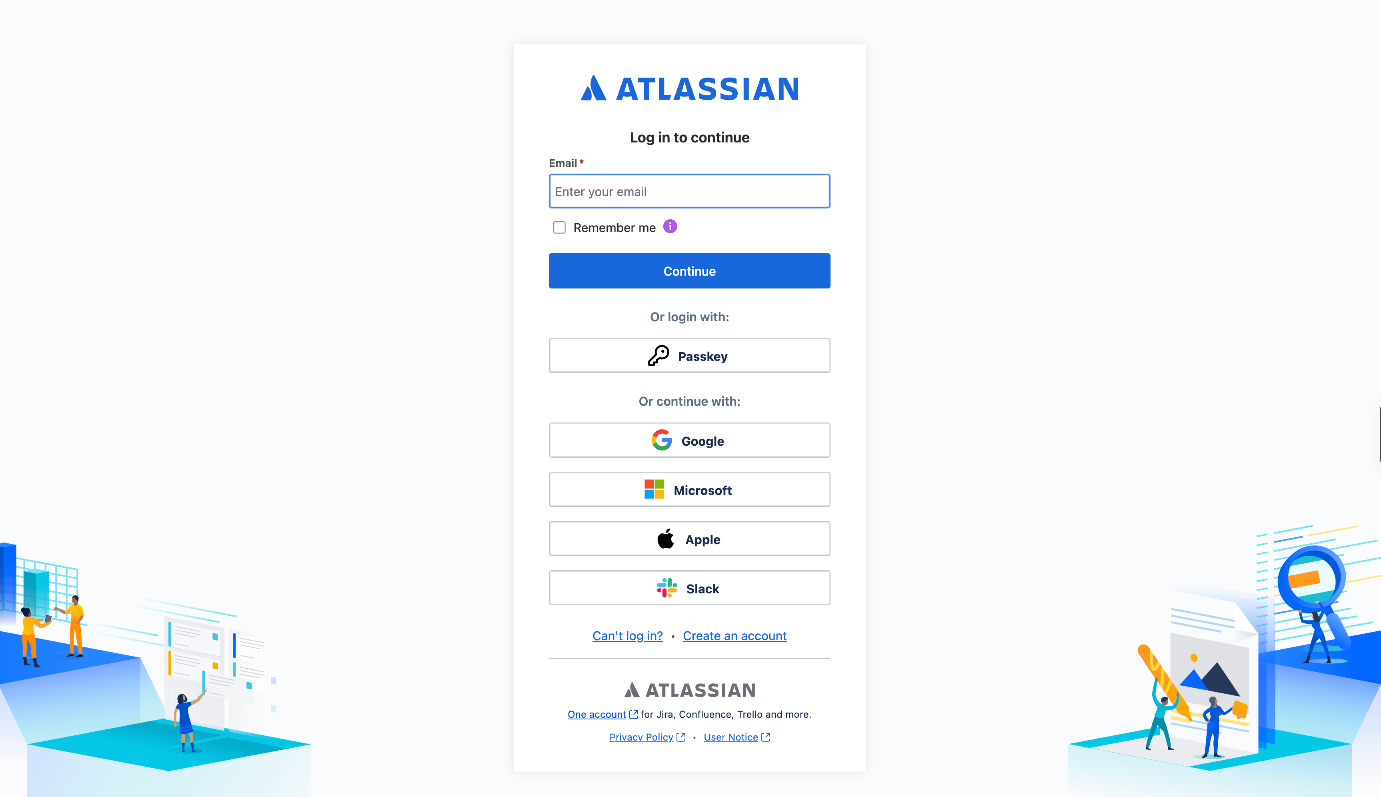 ATLASSIAN
Log in to continue
Email *
Enter your email
Remember me
Continue
Or login with:
Passkey
Or continue with:
Google
Microsoft
Apple
Slack
Can't log in? • Create an account
ATLASSIAN
One account for Jira, Confluence, Trello and more.
Privacy Policy • User Notice